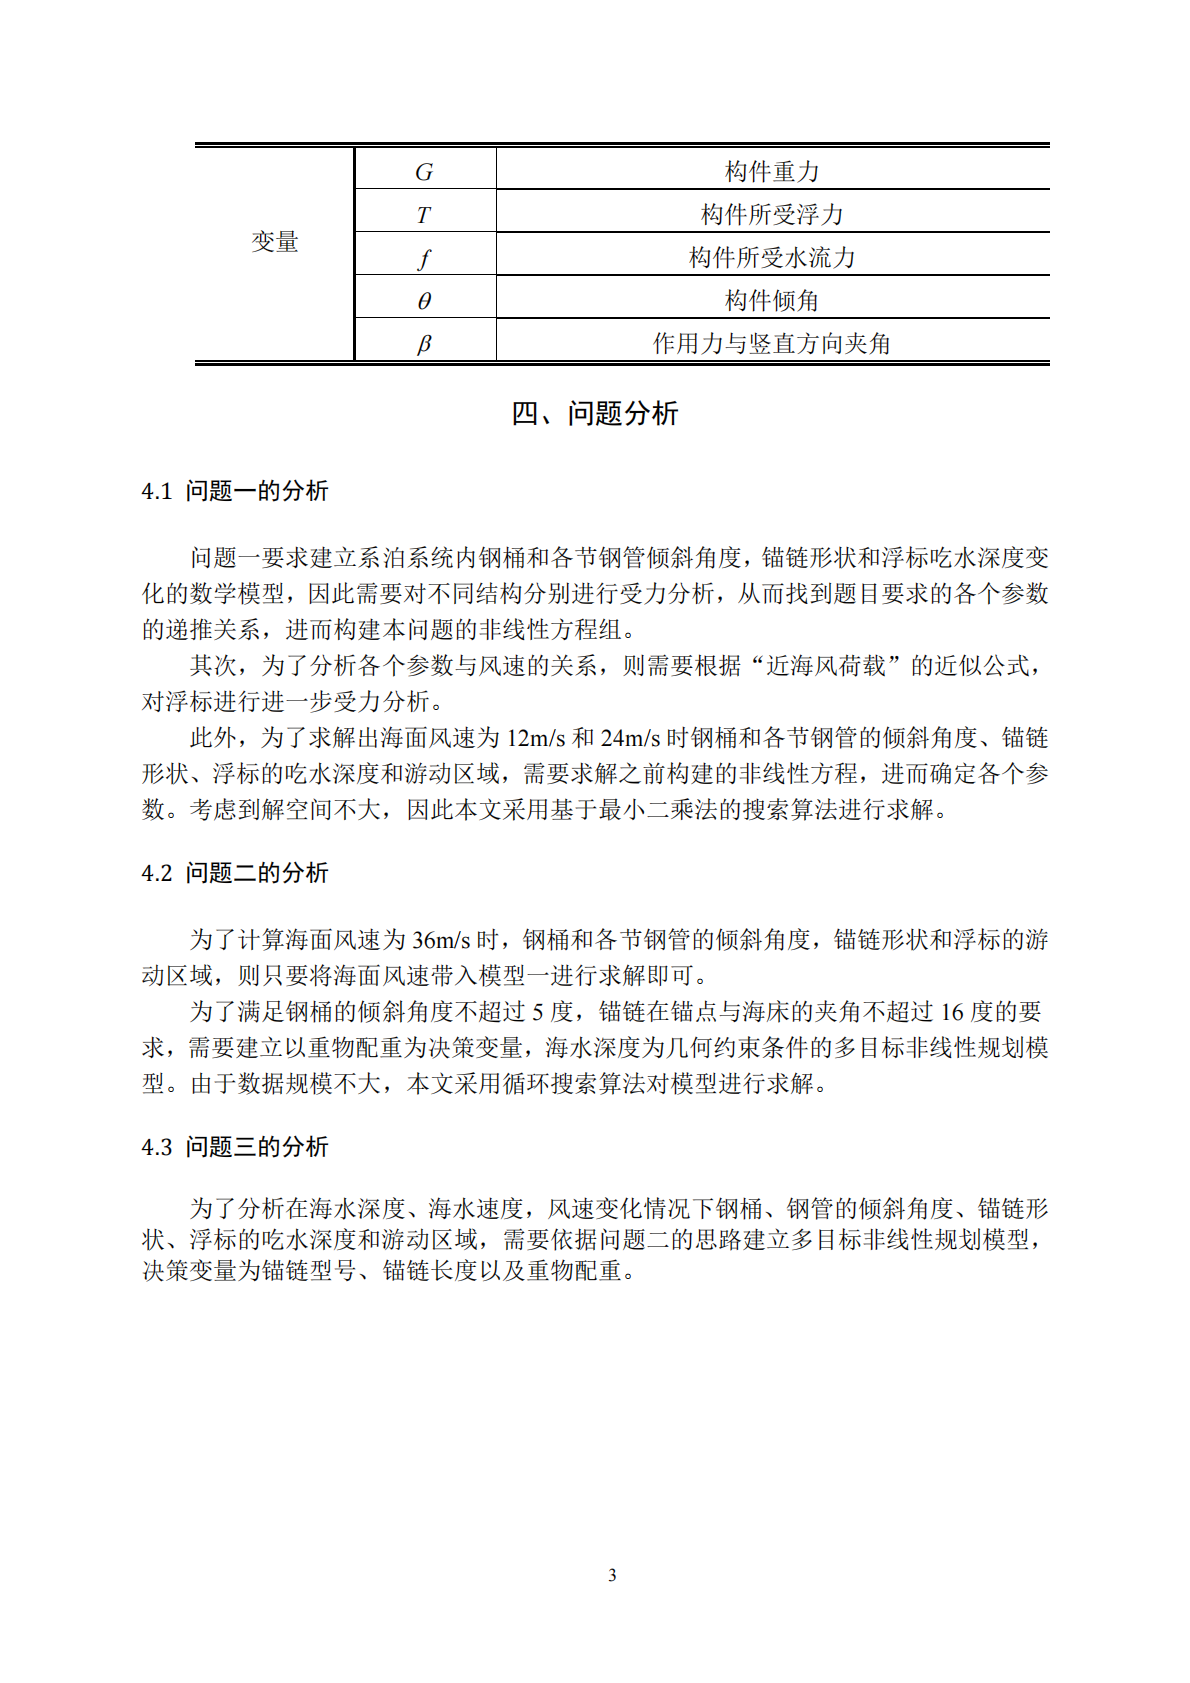 变量
G 构件重力
T 构件所受浮力
f 构件所受水流力
θ 构件倾角
β 作用力与竖直方向夹角
四、问题分析
4.1 问题一的分析
问题一要求建立系泊系统内钢桶和各节钢管倾斜角度，锚链形状和浮标吃水深度变
化的数学模型，因此需要对不同结构分别进行受力分析，从而找到题目要求的各个参数
的递推关系，进而构建本问题的非线性方程组。
其次，为了分析各个参数与风速的关系，则需要根据“近海风荷载”的近似公式，
对浮标进行进一步受力分析。
此外，为了求解出海面风速为 12m/s 和 24m/s 时钢桶和各节钢管的倾斜角度、锚链
形状、浮标的吃水深度和游动区域，需要求解之前构建的非线性方程，进而确定各个参
数。考虑到解空间不大，因此本文采用基于最小二乘法的搜索算法进行求解。
4.2 问题二的分析
为了计算海面风速为 36m/s 时，钢桶和各节钢管的倾斜角度，锚链形状和浮标的游
动区域，则只要将海面风速带入模型一进行求解即可。
为了满足钢桶的倾斜角度不超过 5 度，锚链在锚点与海床的夹角不超过 16 度的要
求，需要建立以重物配重为决策变量，海水深度为几何约束条件的多目标非线性规划模
型。由于数据规模不大，本文采用循环搜索算法对模型进行求解。
4.3 问题三的分析
为了分析在海水深度、海水速度，风速变化情况下钢桶、钢管的倾斜角度、锚链形
状、浮标的吃水深度和游动区域，需要依据问题二的思路建立多目标非线性规划模型，
决策变量为锚链型号、锚链长度以及重物配重。
3